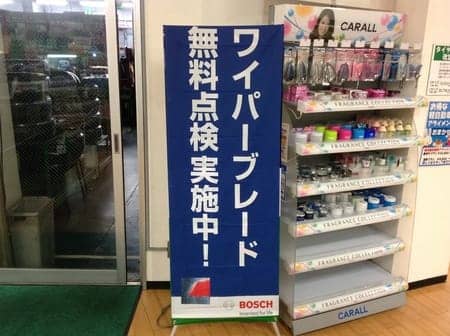 ワイパーブレード
無料点検実施中！
BOSCH
Invented for life
CARALL
FRAGRANCE COLLECTION
FRAGRANCE COLLECTION
FRAGRANCE COLLECTION
FRAGRANCE COLLECTION
FRAGRANCE COLLECTION
FRAGRANCE COLLECTION
CARALL